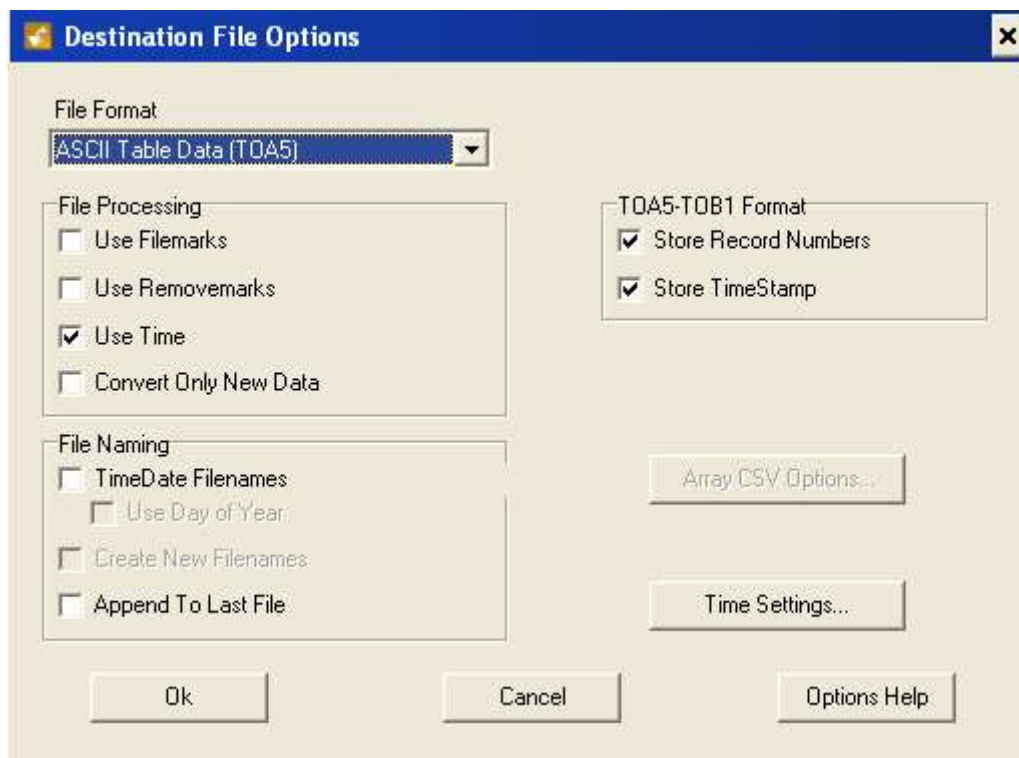 Destination File Options
File Format
ASCII Table Data (TOA5)
File Processing
Use Filemarks
Use Removemarks
Use Time
Convert Only New Data
TOA5-TOB1 Format
Store Record Numbers
Store TimeStamp
File Naming
TimeDate Filenames
Use Day of Year
Create New Filenames
Append To Last File
Array CSV Options...
Time Settings...
Ok
Cancel
Options Help